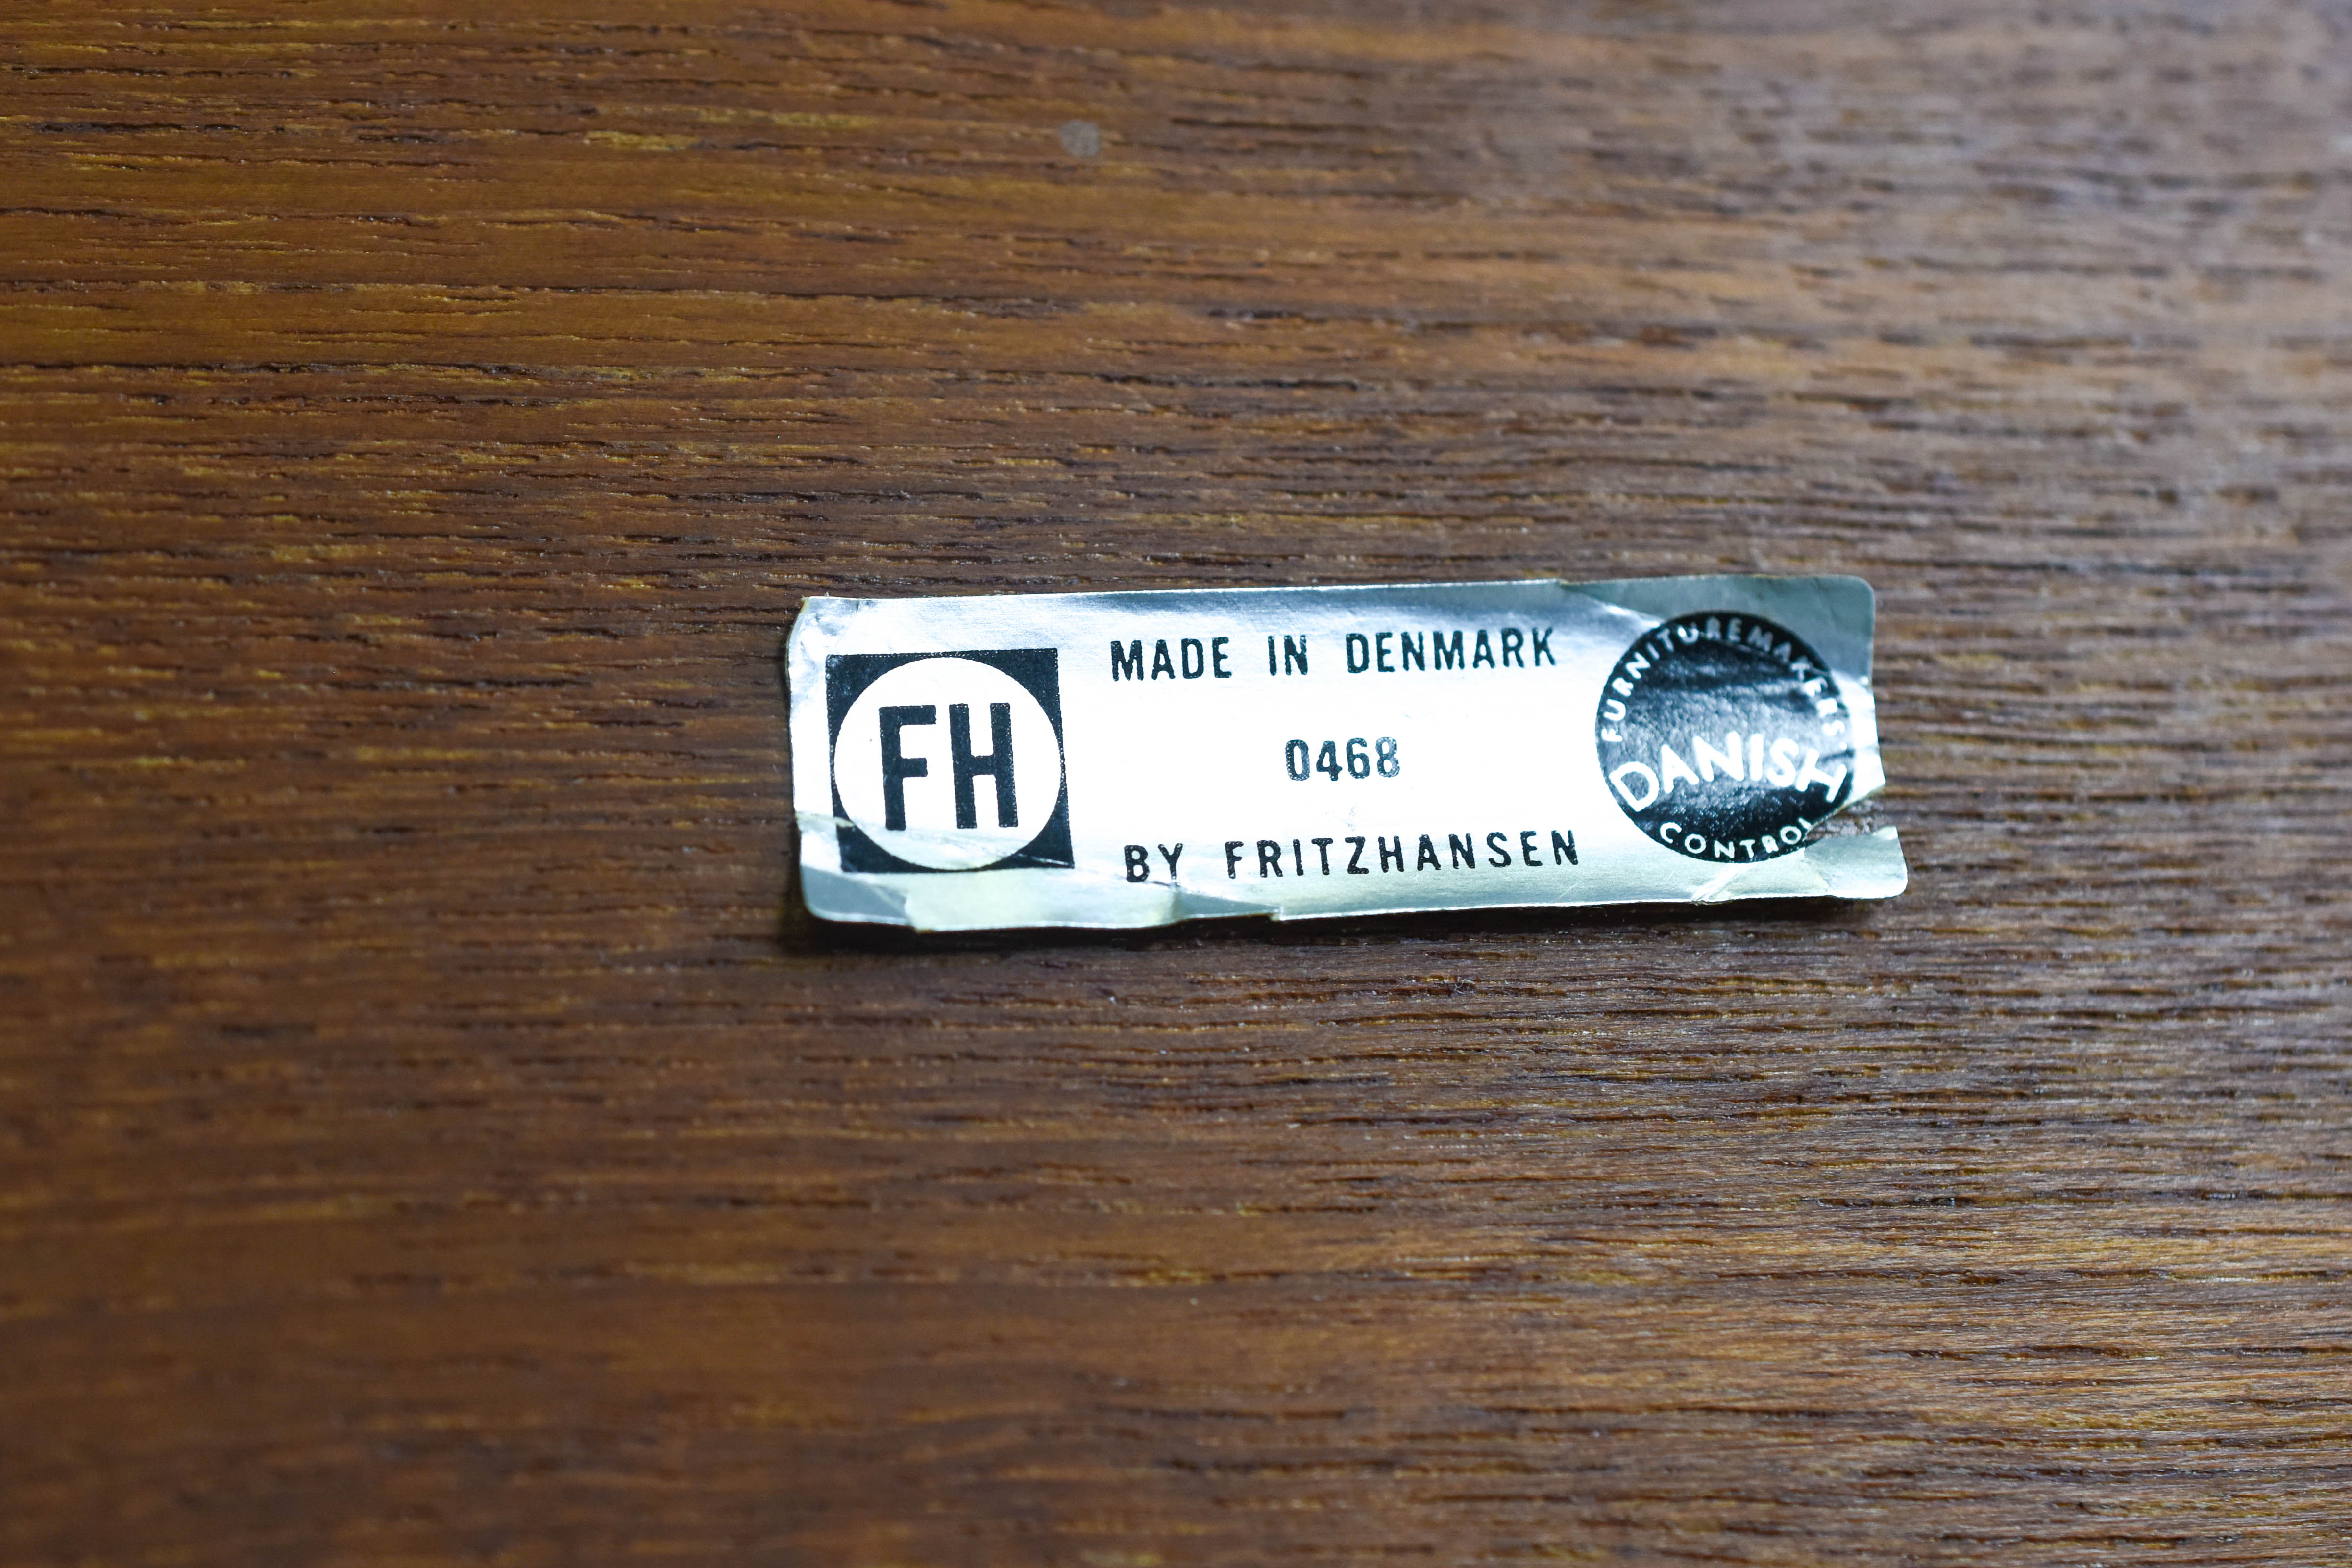 FH
MADE IN DENMARK
0468
BY FRITZHANSEN
FURNITUREMAKERS
DANISH
CONTROL